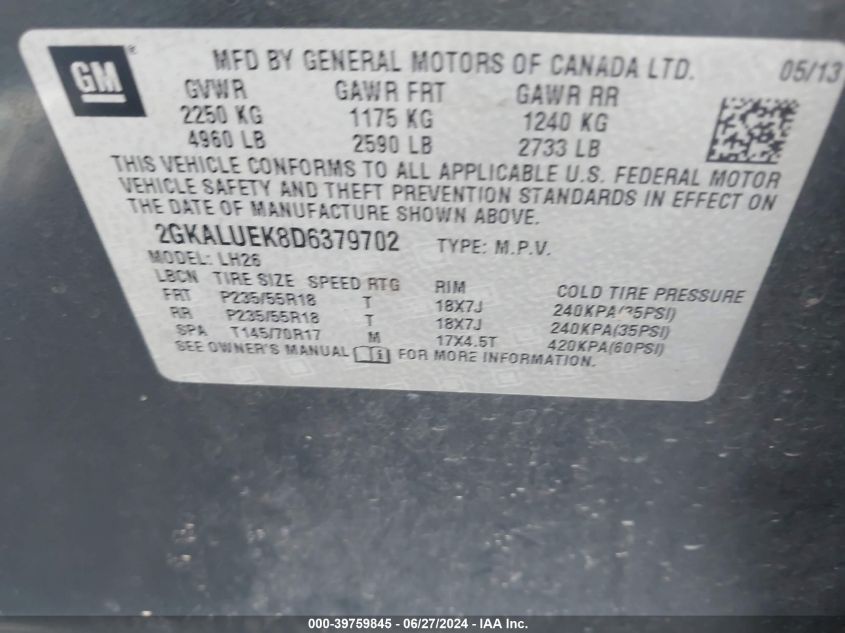 GM ® MFD BY GENERAL MOTORS OF CANADA LTD. 05/13
GVWR GAWR FRT GAWR RR
2250 KG 1175 KG 1240 KG
4960 LB 2590 LB 2733 LB
THIS VEHICLE CONFORMS TO ALL APPLICABLE U.S. FEDERAL MOTOR
VEHICLE SAFETY AND THEFT PREVENTION STANDARDS IN EFFECT ON
THE DATE OF MANUFACTURE SHOWN ABOVE.
2GKALUEK8D6379702 TYPE: M.P.V.
MODEL: LH26
LBCN TIRE SIZE SPEED RTG RIM COLD TIRE PRESSURE
FRT P235/55R18 T 18X7J 240KPA(35PSI)
RR P235/55R18 T 18X7J 240KPA(35PSI)
SPA T145/70R17 M 17X4.5T 420KPA(60PSI)
SEE OWNER'S MANUAL i FOR MORE INFORMATION.
000-39759845 - 06/27/2024 - IAA Inc.